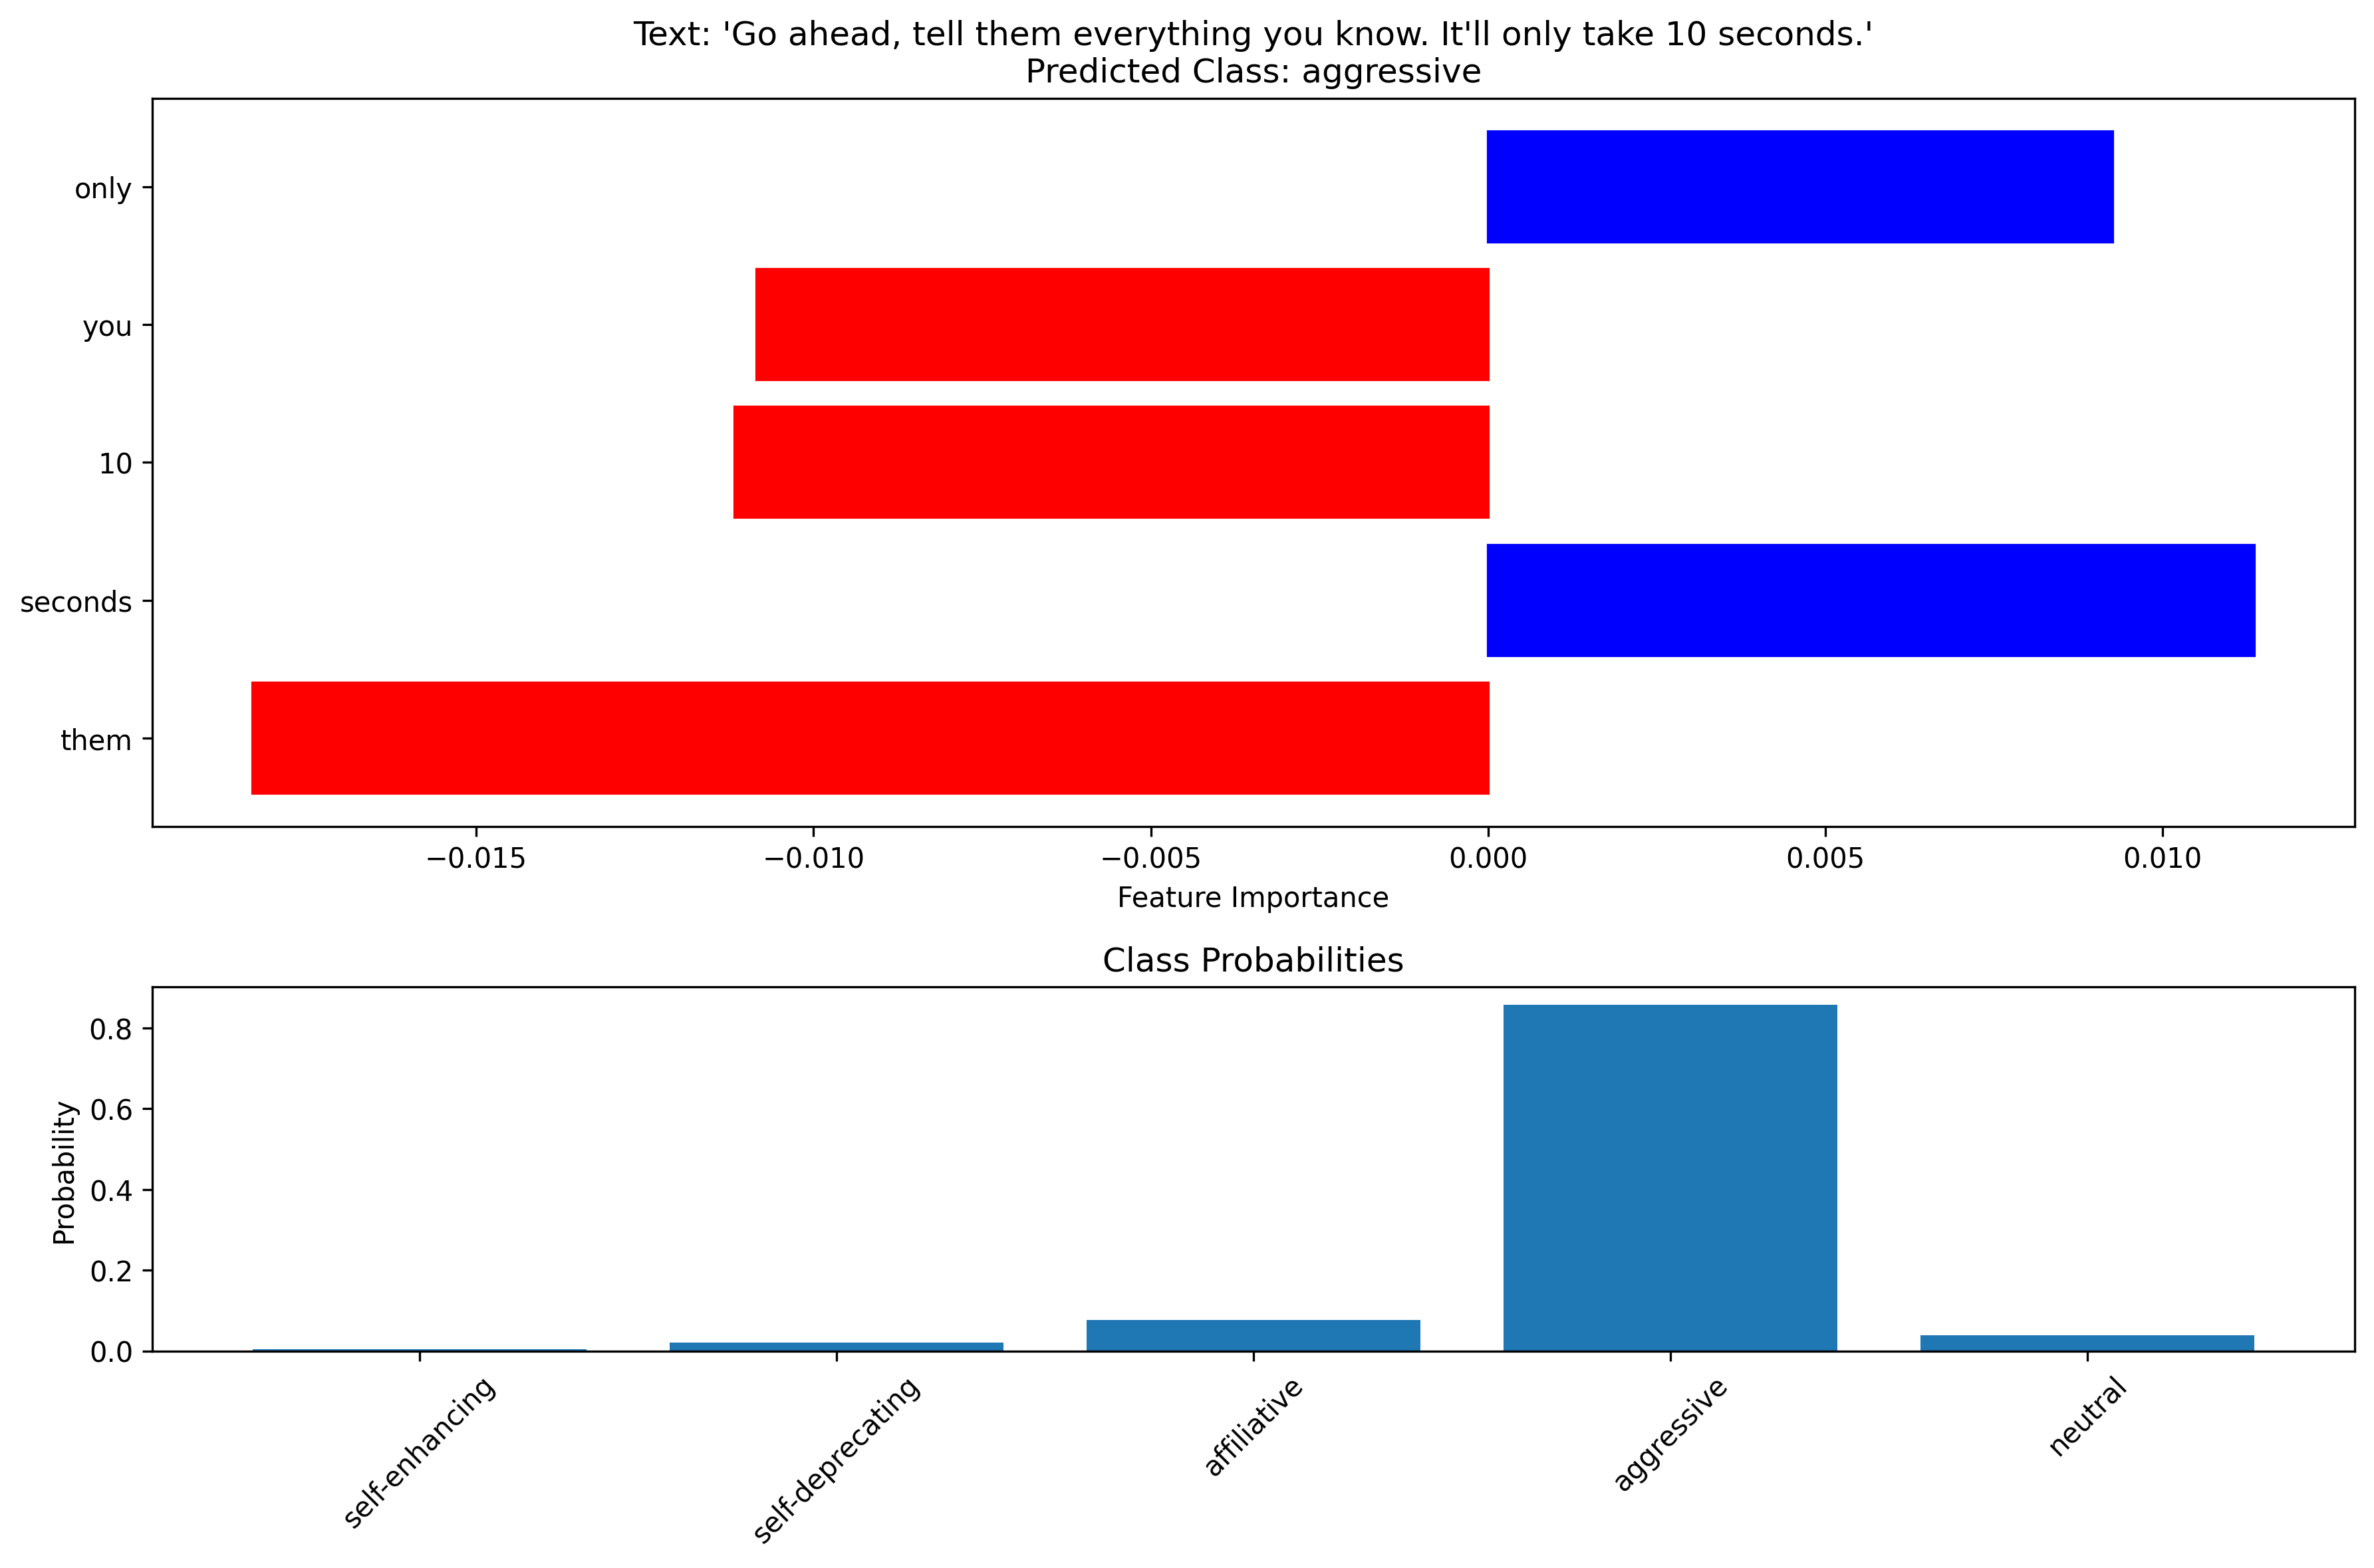 Text: 'Go ahead, tell them everything you know. It'll only take 10 seconds.'
Predicted Class: aggressive
only
you
10
seconds
them
−0.015 −0.010 −0.005 0.000 0.005 0.010
Feature Importance
Class Probabilities
Probability
0.8
0.6
0.4
0.2
0.0
self-enhancing self-deprecating affiliative aggressive neutral